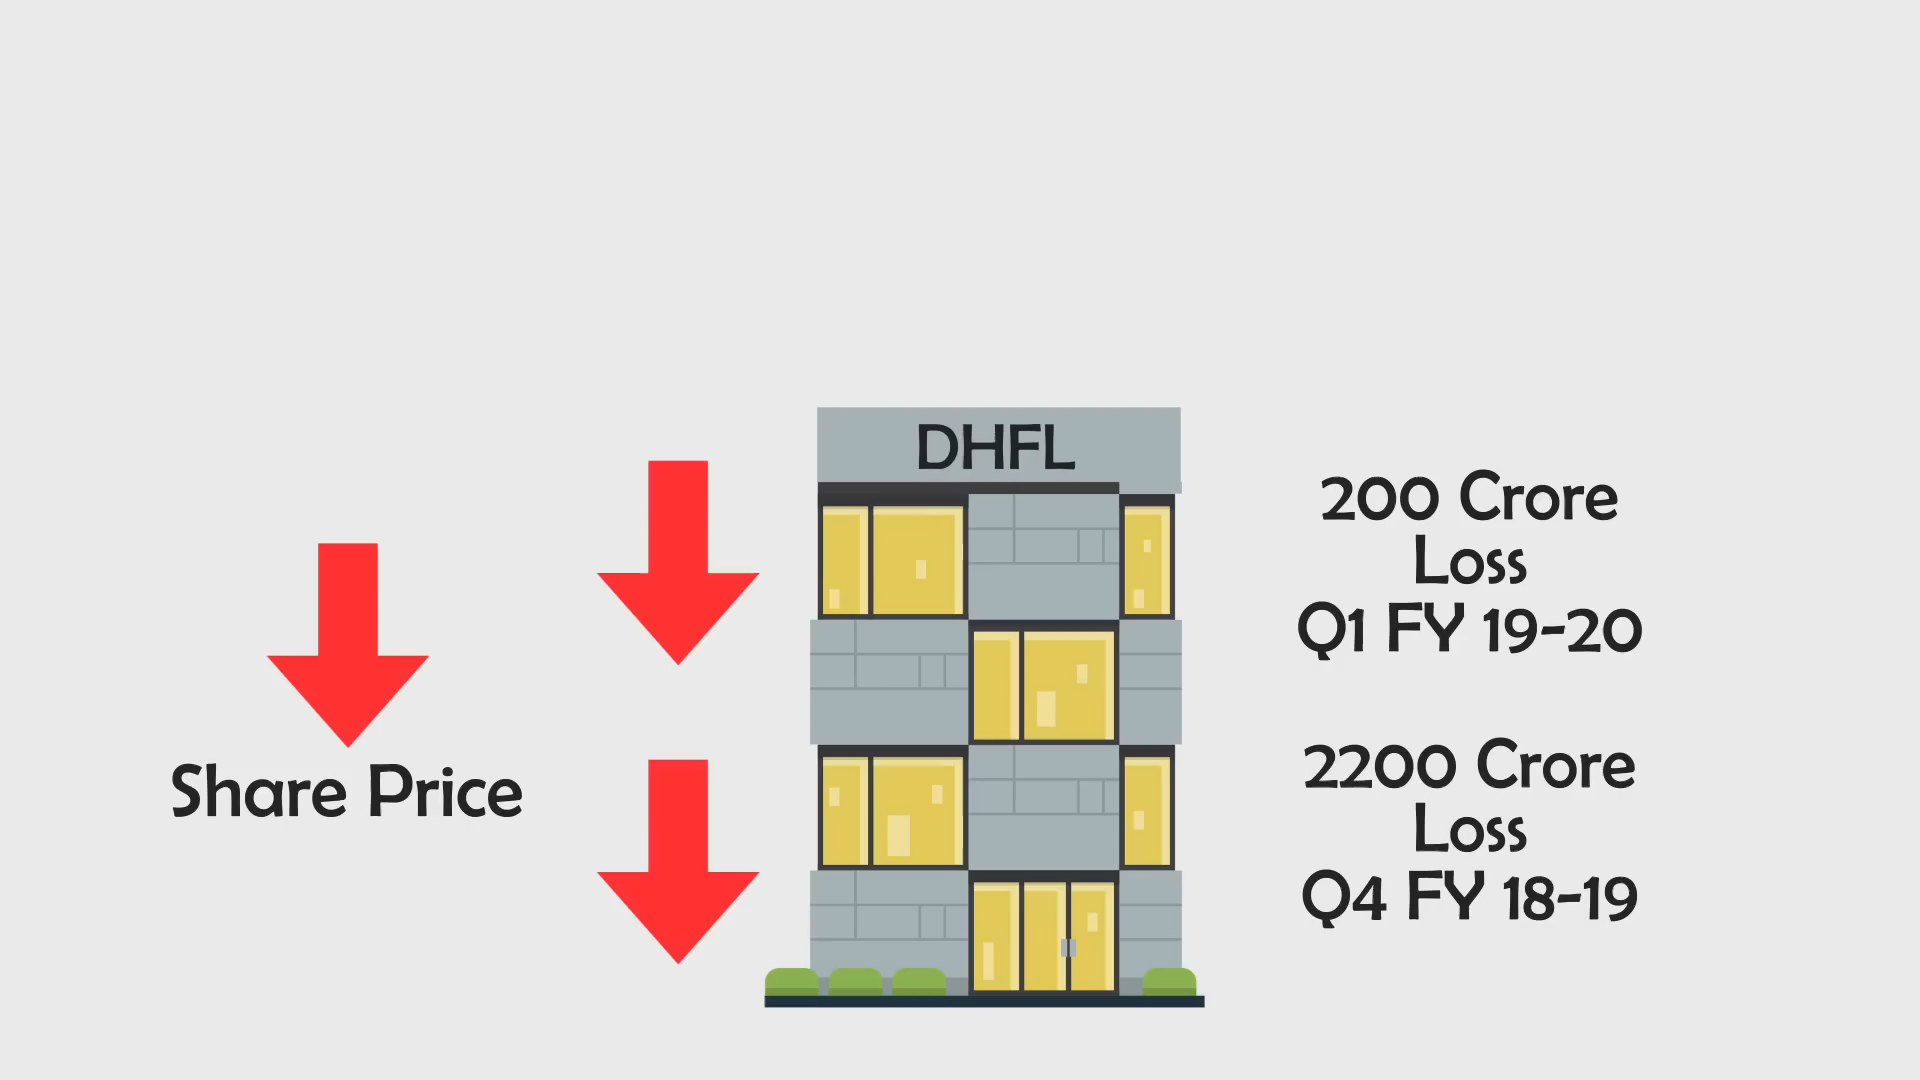 DHFL
200 Crore
Loss
Q1 FY 19-20
2200 Crore
Loss
Q4 FY 18-19
Share Price